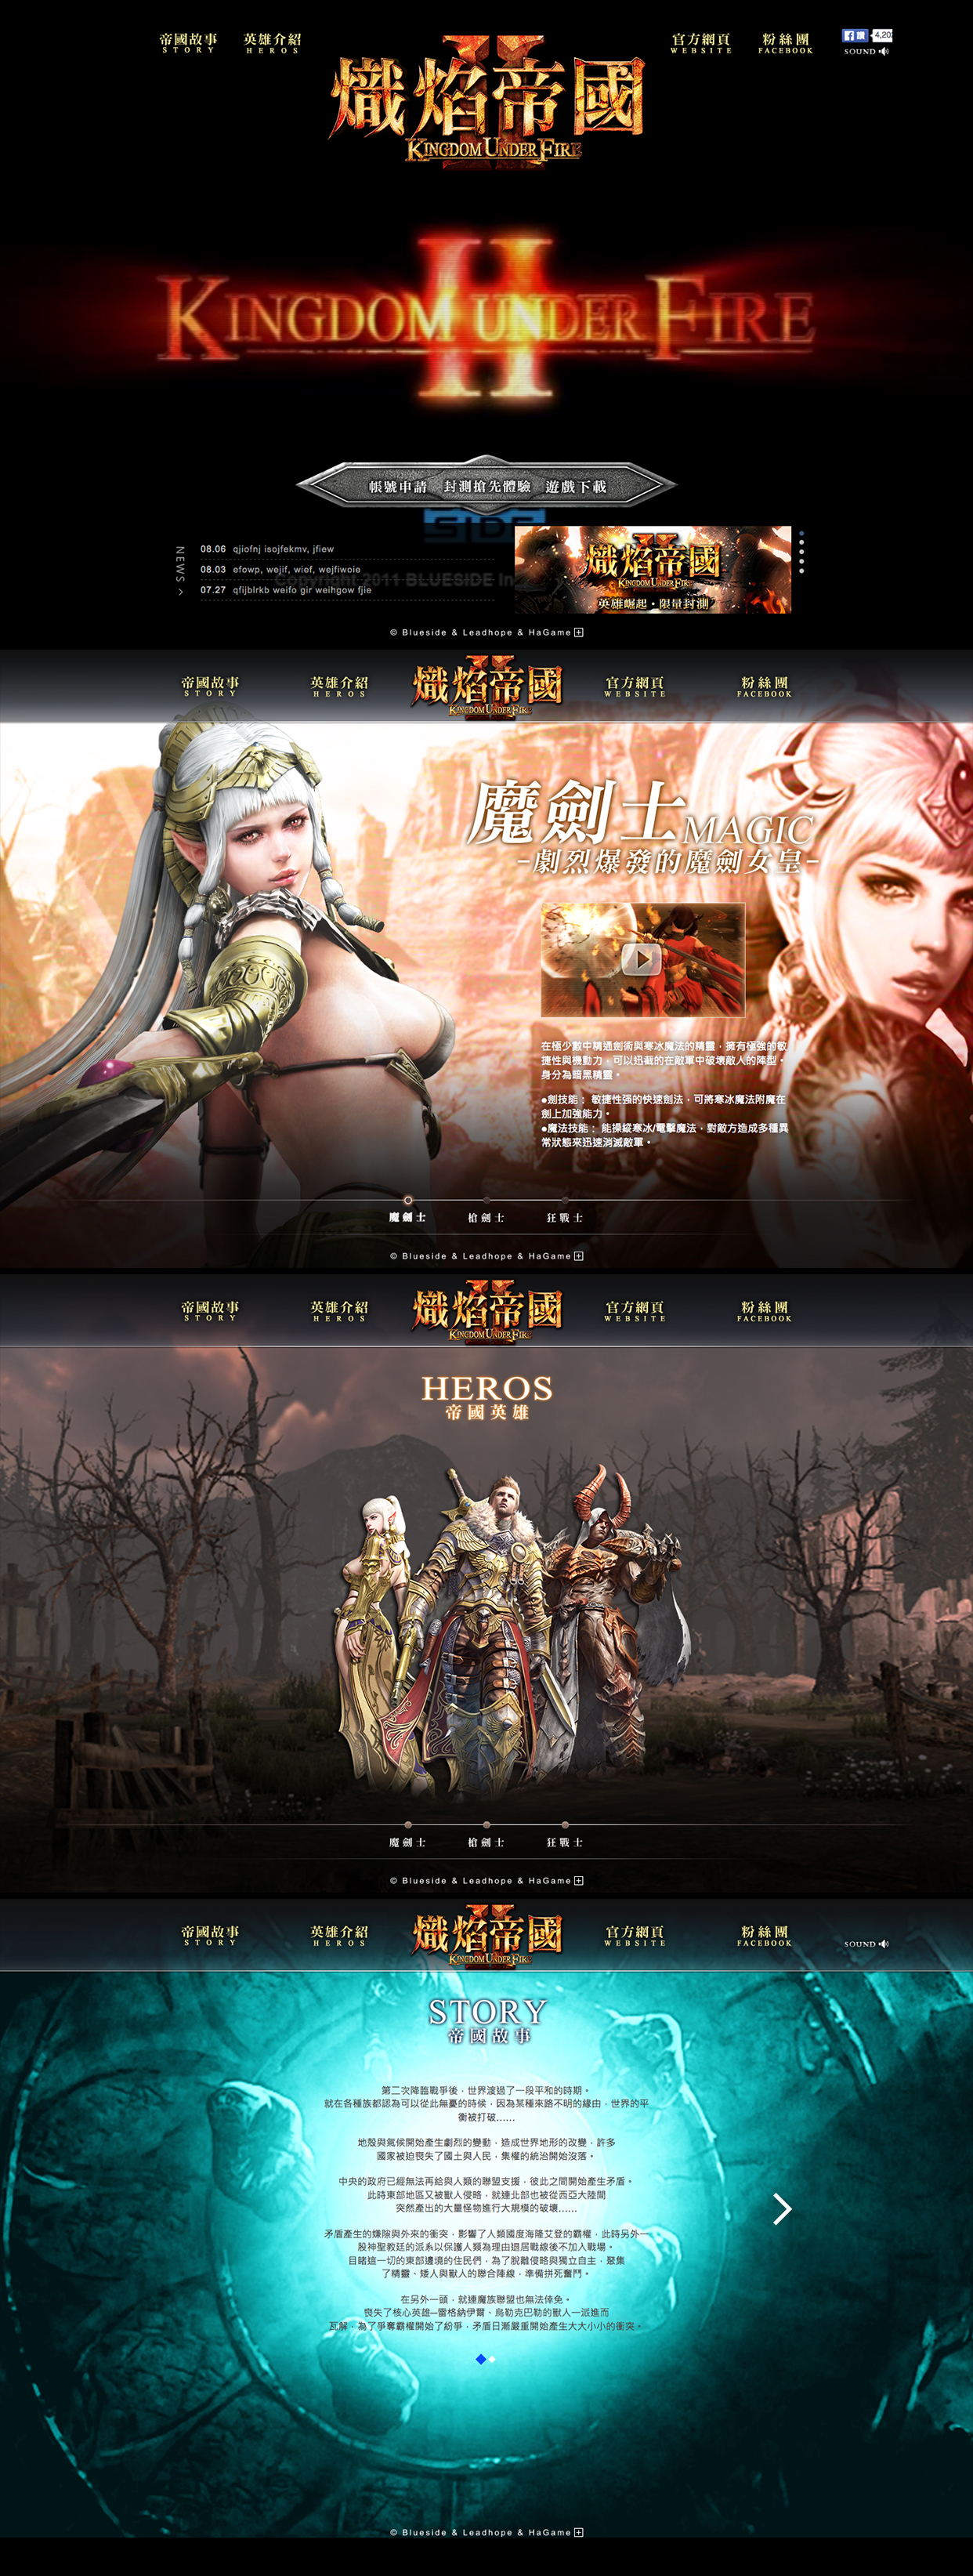 帝國故事
STORY
英雄介紹
HEROS
熾焰帝國
II
KINGDOM UNDER FIRE
官方網頁
WEBSITE
粉絲團
FACEBOOK
讚
SOUND
KINGDOM UNDER FIRE
II
帳號申請 封測搶先體驗 遊戲下載
SIDE
NEWS
08.06 qjiofnj isojfekmv, jfiew
08.03 efowp, wejif, wief, wejfiwoie
07.27 qfijblrkb weifo gir weihgow fjie
Copyright 2011 BLUESIDE In
熾焰帝國
KINGDOM UNDER FIRE
英雄崛起・限量封測
© Blueside & Leadhope & HaGame
帝國故事
STORY
英雄介紹
HEROS
熾焰帝國
II
KINGDOM UNDER FIRE
官方網頁
WEBSITE
粉絲團
FACEBOOK
魔劍士MAGIC
-劇烈爆發的魔劍女皇-
在極少數中精通劍術與寒冰魔法的精靈，擁有極強的敏
捷性與機動力，可以迅截的在敵軍中破壞敵人的陣型。
身分為暗黑精靈。
●劍技能： 敏捷性强的快速劍法，可將寒冰魔法附魔在
劍上加強能力。
●魔法技能： 能操縱寒冰/電擊魔法，對敵方造成多種異
常狀態來迅速消滅敵軍。
魔劍士
槍劍士
狂戰士
© Blueside & Leadhope & HaGame
帝國故事
STORY
英雄介紹
HEROS
熾焰帝國
II
KINGDOM UNDER FIRE
官方網頁
WEBSITE
粉絲團
FACEBOOK
HEROS
帝國英雄
魔劍士
槍劍士
狂戰士
© Blueside & Leadhope & HaGame
帝國故事
STORY
英雄介紹
HEROS
熾焰帝國
II
KINGDOM UNDER FIRE
官方網頁
WEBSITE
粉絲團
FACEBOOK
SOUND
STORY
帝國故事
第二次降臨戰爭後，世界渡過了一段平和的時期。
就在各種族都認為可以從此無憂的時候，因為某種來路不明的緣由，世界的平
衡被打破……
地殼與氣候開始產生劇烈的變動，造成世界地形的改變，許多
國家被迫喪失了國土與人民，集權的統治開始沒落。
中央的政府已經無法再給與人類的聯盟支援，彼此之間開始產生矛盾。
此時東部地區又被獸人侵略，就連北部也被從西亞大陸間
突然產出的大量怪物進行大規模的破壞……
矛盾產生的嫌隙與外來的衝突，影響了人類國度海隆艾登的霸權，此時另外一
股神聖教廷的派系以保護人類為理由退居戰線後不加入戰場。
目睹這一切的東部邊境的住民們，為了脫離侵略與獨立自主，聚集
了精靈、矮人與獸人的聯合陣線，準備拼死奮鬥。
在另外一頭，就連魔族聯盟也無法倖免。
喪失了核心英雄─雷格納伊爾、烏勒克巴勒的獸人一派進而
瓦解，為了爭奪霸權開始了紛爭，矛盾日漸嚴重開始產生大大小小的衝突。
© Blueside & Leadhope & HaGame